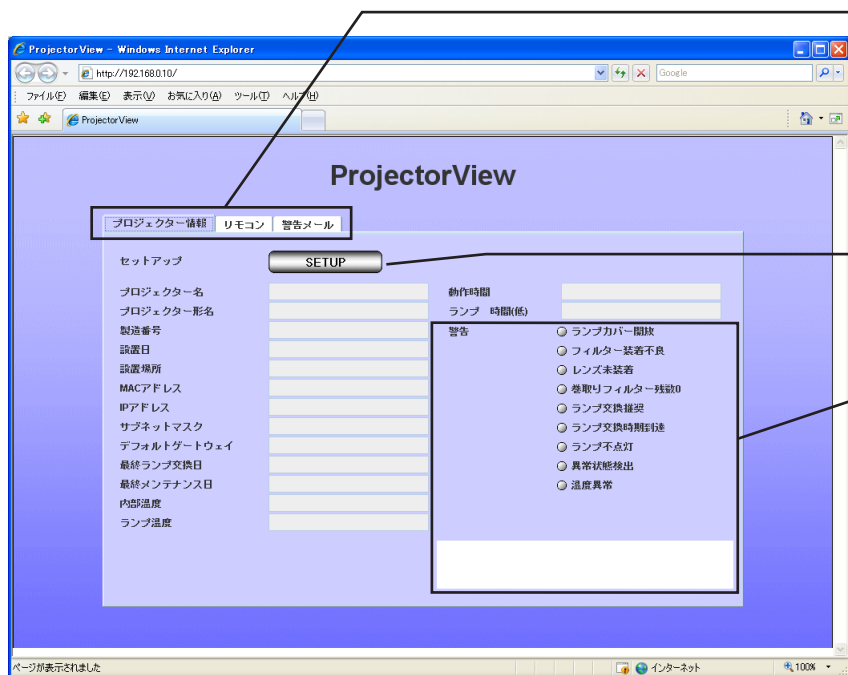 ProjectorView - Windows Internet Explorer
http://192.168.0.10/
Google
ファイル(F) 編集(E) 表示(V) お気に入り(A) ツール(T) ヘルプ(H)
ProjectorView
ProjectorView
プロジェクター情報 リモコン 警告メール
セットアップ SETUP
プロジェクター名 動作時間
プロジェクター形名 ランプ 時間(低)
製造番号 警告 ランプカバー開放
設置日 フィルター装着不良
設置場所 レンズ未装着
MACアドレス 巻取りフィルター残数0
IPアドレス ランプ交換推奨
サブネットマスク ランプ交換時期到達
デフォルトゲートウェイ ランプ不点灯
最終ランプ交換日 異常状態検出
最終メンテナンス日 温度異常
内部温度
ランプ温度
ページが表示されました インターネット 100%